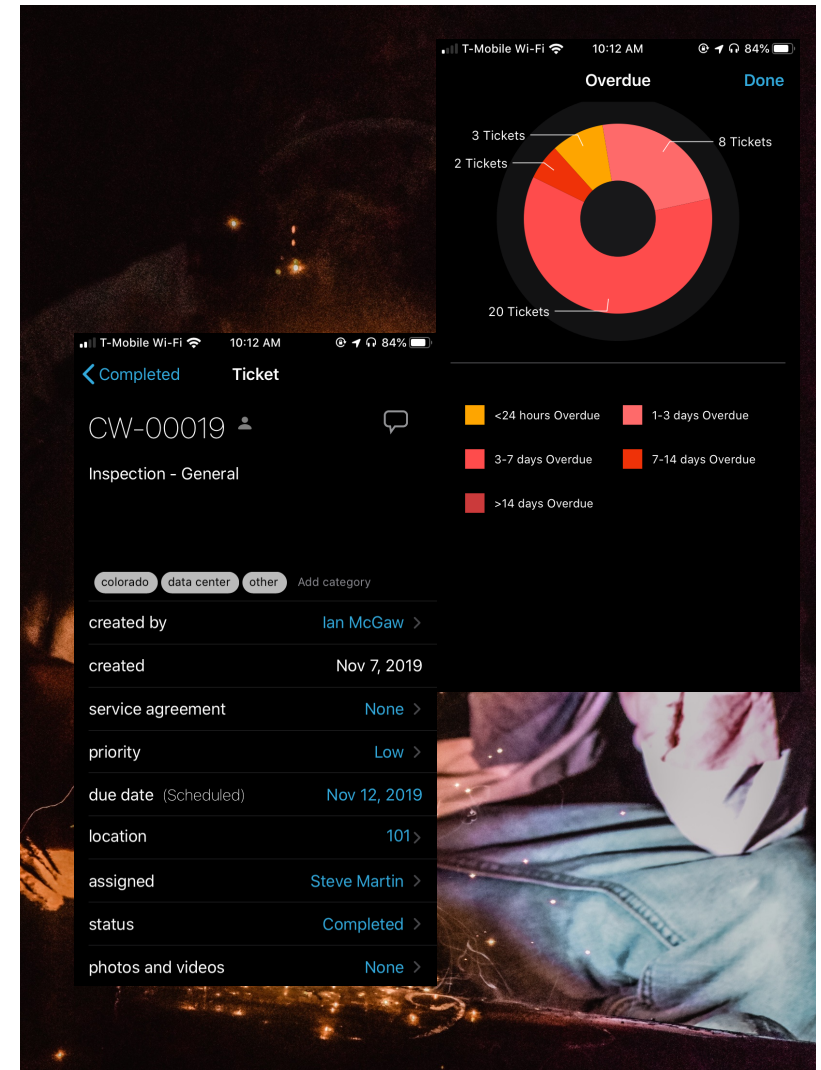 T-Mobile Wi-Fi 10:12 AM 84%
Overdue Done
3 Tickets
8 Tickets
2 Tickets
20 Tickets
<24 hours Overdue
1-3 days Overdue
3-7 days Overdue
7-14 days Overdue
>14 days Overdue
T-Mobile Wi-Fi 10:12 AM 84%
Completed Ticket
CW-00019
Inspection - General
colorado data center other Add category
created by Ian McGaw
created Nov 7, 2019
service agreement None
priority Low
due date (Scheduled) Nov 12, 2019
location 101
assigned Steve Martin
status Completed
photos and videos None